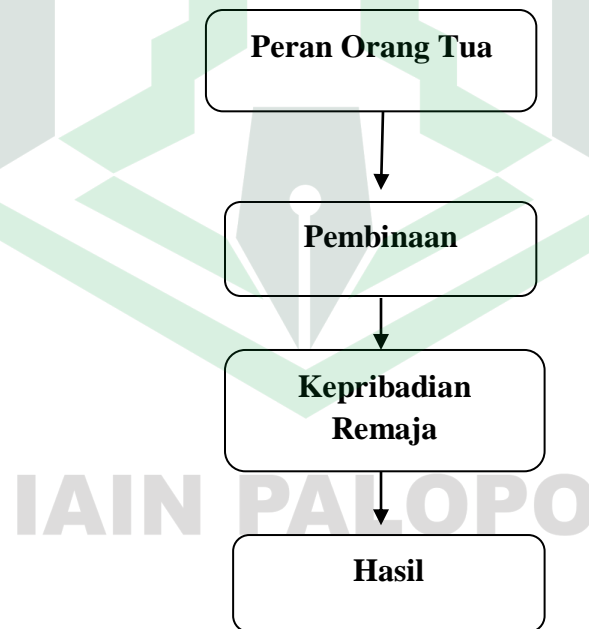 Peran Orang Tua
Pembinaan
Kepribadian
Remaja
IAIN PALOPO
Hasil